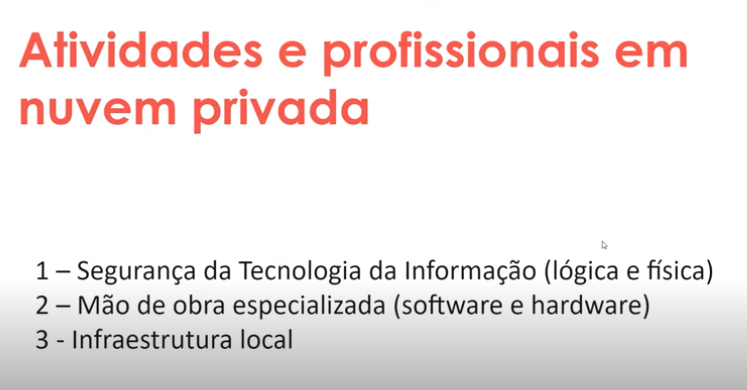 Atividades e profissionais em
nuvem privada
1 – Segurança da Tecnologia da Informação (lógica e física)
2 – Mão de obra especializada (software e hardware)
3 - Infraestrutura local